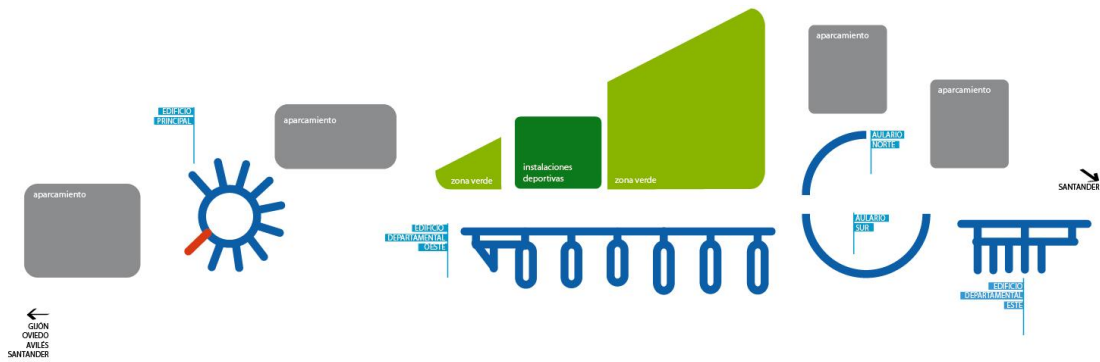 aparcamiento
aparcamiento
EDIFICIO
PRINCIPAL
aparcamiento
AULARIO
NORTE
aparcamiento
zona verde
instalaciones
deportivas
zona verde
aparcamiento
SANTANDER
EDIFICIO
DEPARTAMENTAL
OESTE
AULARIO
SUR
EDIFICIO
DEPARTAMENTAL
ESTE
GIJÓN
OVIEDO
AVILÉS
SANTANDER